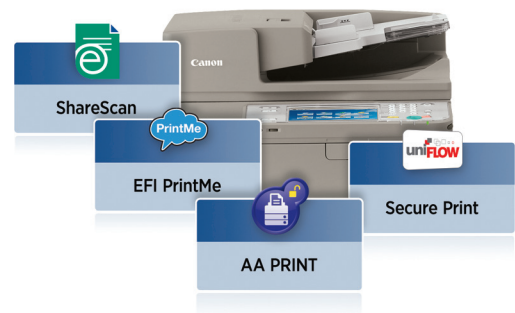 Canon
ShareScan
PrintMe
EFI PrintMe
uniFLOW
Secure Print
AA PRINT